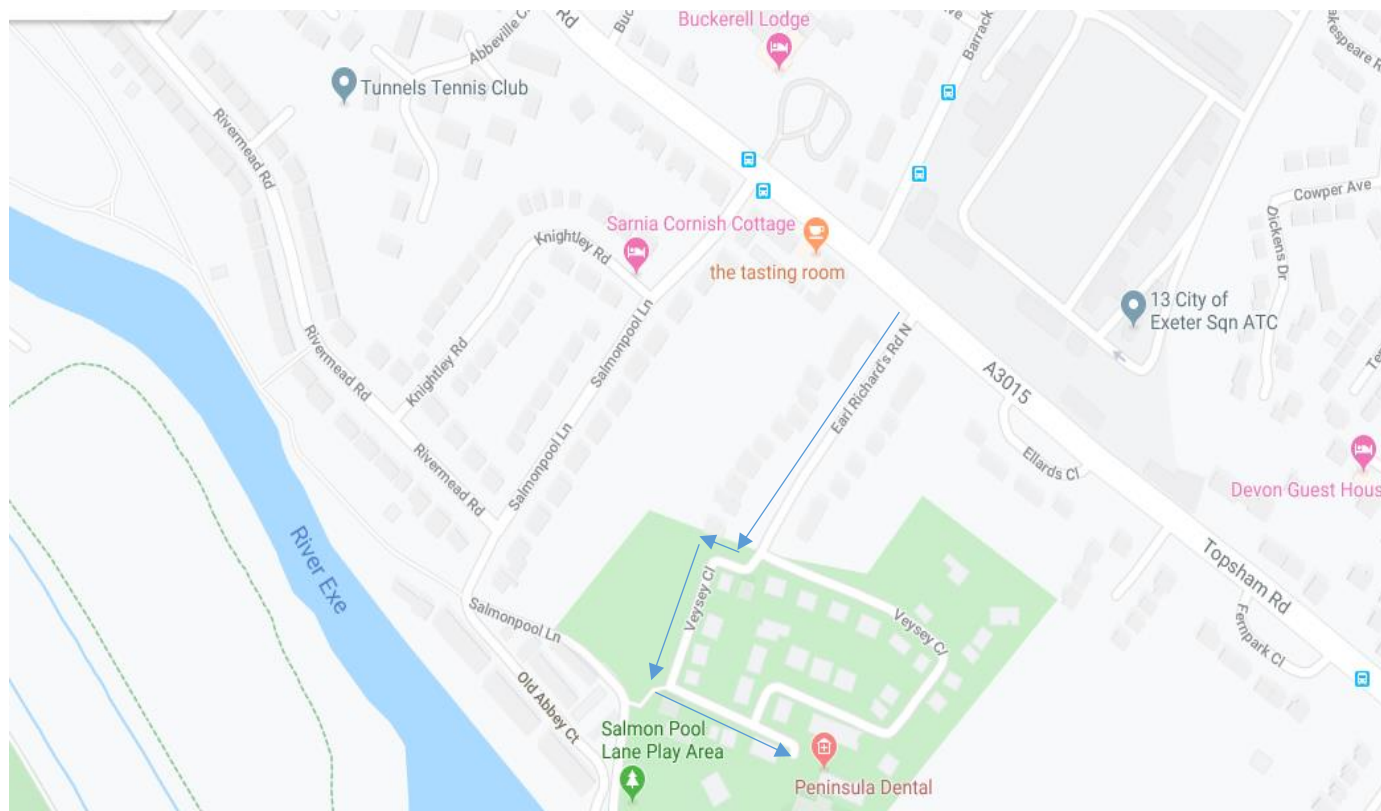 Rd
Buckerell Lodge
Abbeville C
Barrack
Tunnels Tennis Club
Rivermead Rd
Cowper Ave
Dickens Dr
Sarnia Cornish Cottage
Knightley Rd
the tasting room
13 City of
Exeter Sqn ATC
Salmonpool Ln
Rivermead Rd
Knightley Rd
Earl Richard's Rd N
A3015
Ellards Cl
Salmonpool Ln
Rivermead Rd
Devon Guest Hous
River Exe
Topsham Rd
Veysey Cl
Veysey Cl
Salmonpool Ln
Fernpark Cl
Old Abbey Ct
Salmon Pool
Lane Play Area
Peninsula Dental